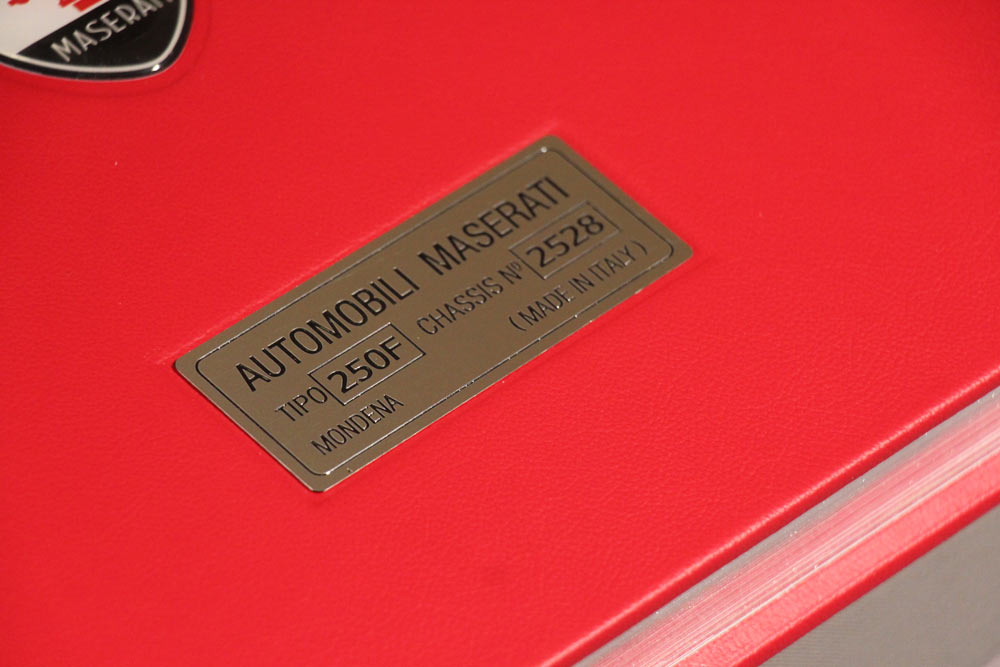 MASERATI
AUTOMOBILI MASERATI
TIPO 250F CHASSIS Nº 2528
MONDENA (MADE IN ITALY)